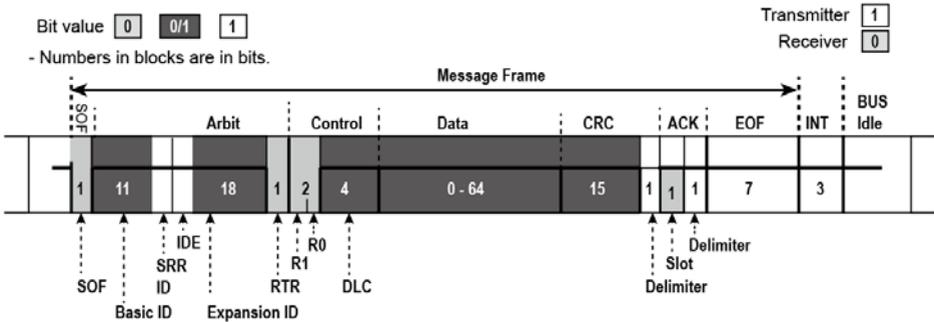 Bit value 0 0/1 1
- Numbers in blocks are in bits.
Transmitter 1
Receiver 0
Message Frame
SOF Arbit Control Data CRC ACK EOF INT BUS Idle
1 11 18 1 2 4 0 - 64 15 1 1 1 7 3
SOF
Basic ID
SRR
ID
IDE
Expansion ID
RTR
R1
R0
DLC
Delimiter
Slot
Delimiter